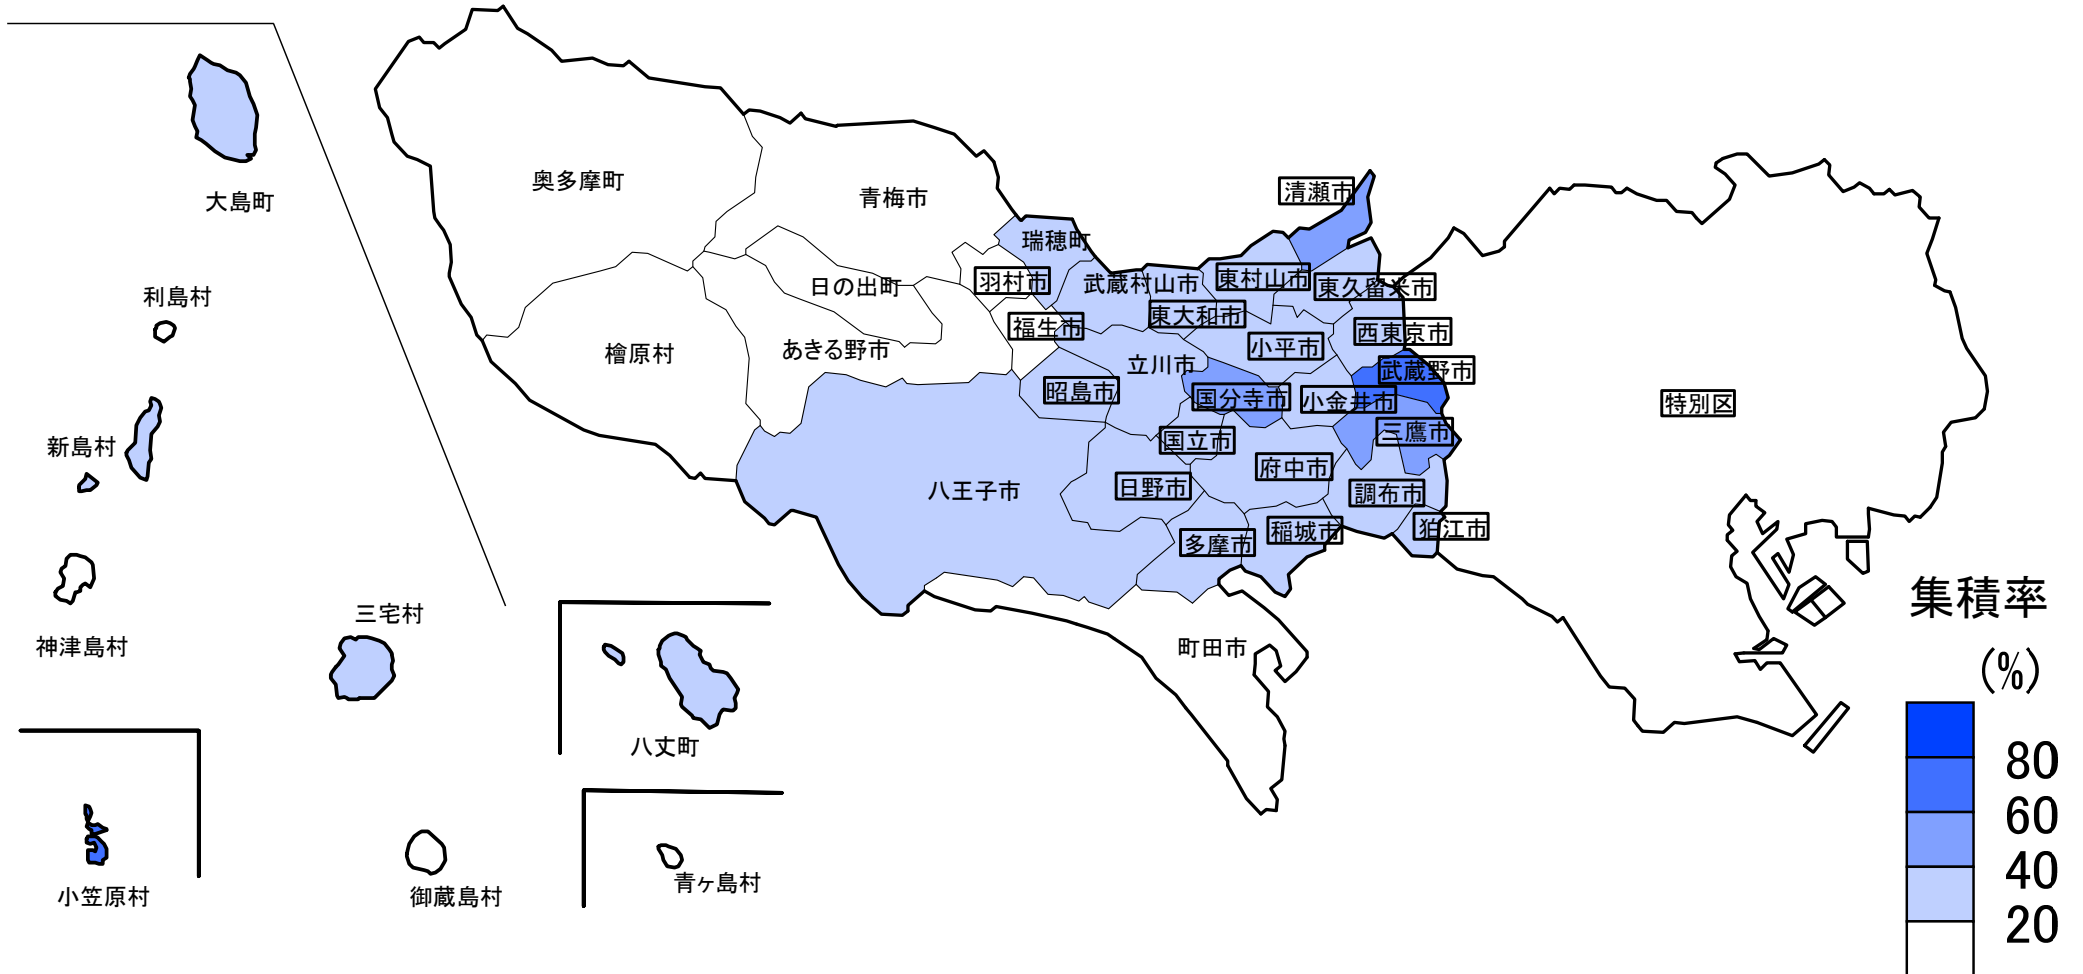 大島町
奥多摩町
青梅市
清瀬市
瑞穂町
羽村市
日の出町
武蔵村山市
東村山市
東久留米市
利島村
福生市
東大和市
西東京市
檜原村
あきる野市
立川市
小平市
武蔵野市
昭島市
国分寺市
小金井市
特別区
新島村
国立市
三鷹市
府中市
八王子市
日野市
調布市
稲城市
狛江市
多摩市
集積率
(%)
神津島村
三宅村
町田市
八丈町
80
60
40
20
小笠原村
御蔵島村
青ヶ島村